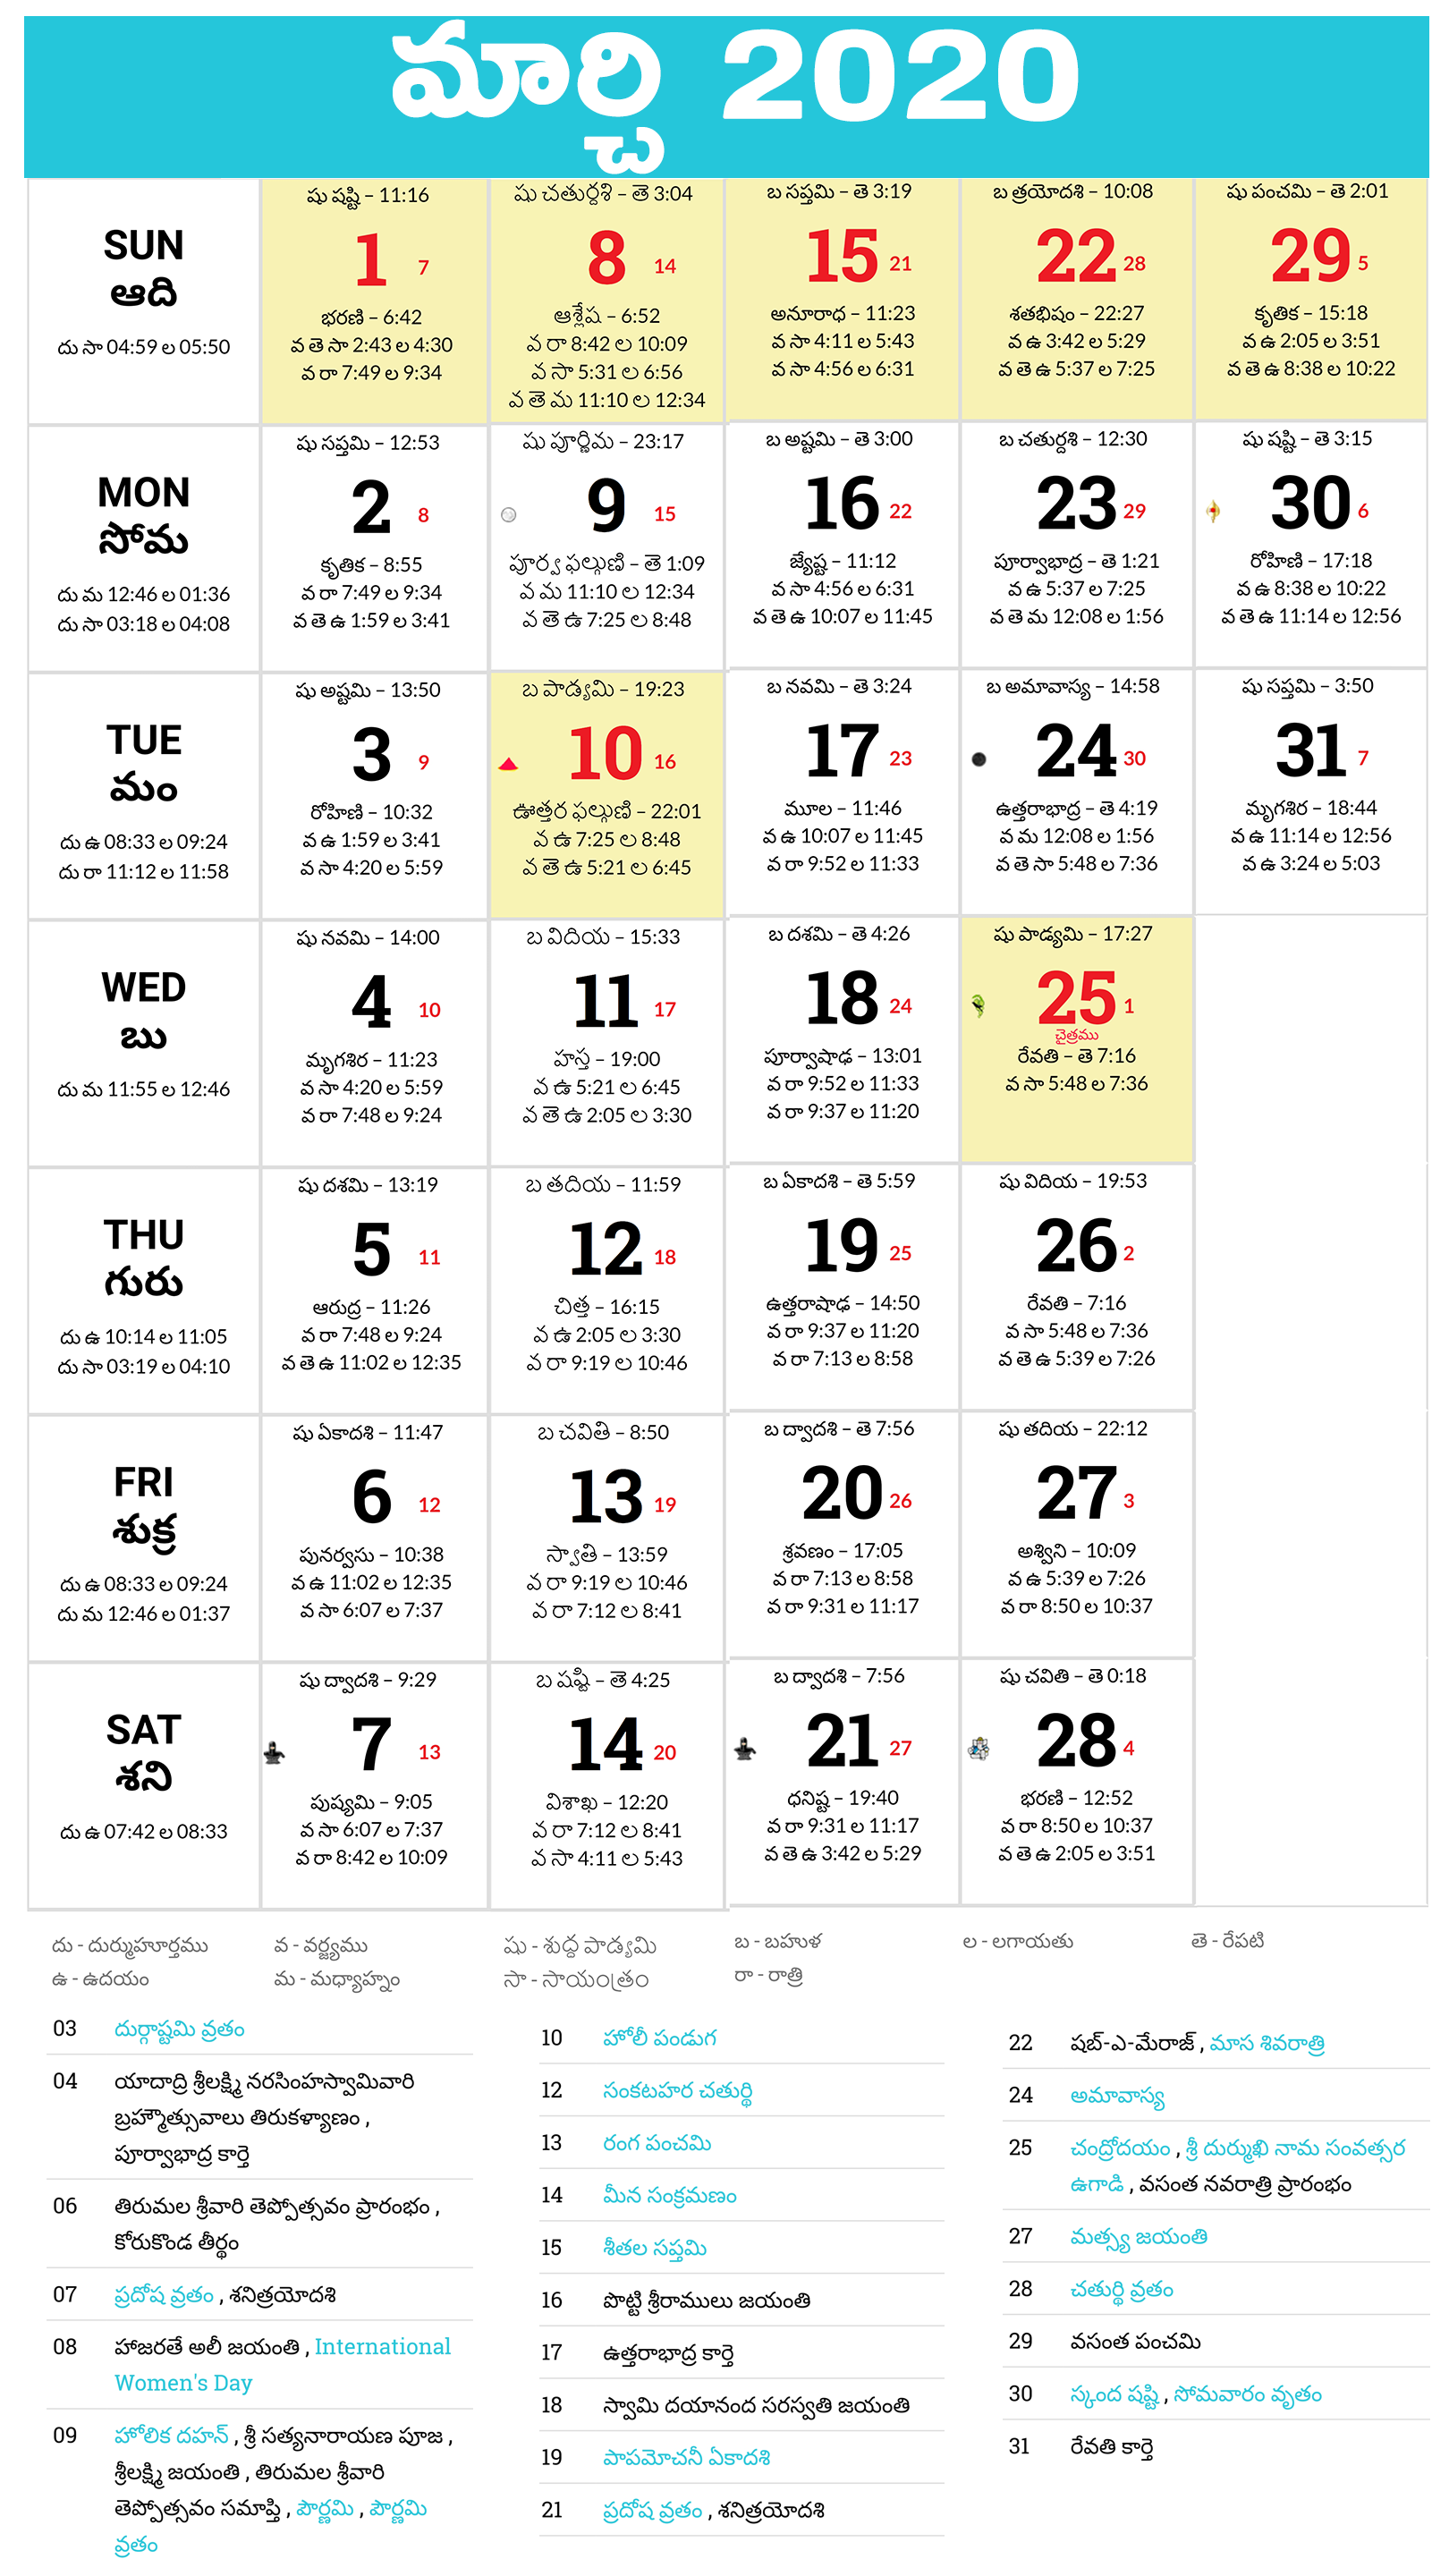 మార్చి 2020
SUN
ఆది
దు సా 04:59 ల 05:50
షు షష్టి – 11:16
1 7
భరణి – 6:42
వ తె సా 2:43 ల 4:30
వ రా 7:49 ల 9:34
షు చతుర్దశి – తె 3:04
8 14
ఆశ్లేష – 6:52
వ రా 8:42 ల 10:09
వ సా 5:31 ల 6:56
వ తె మ 11:10 ల 12:34
బ సప్తమి – తె 3:19
15 21
అనూరాధ – 11:23
వ సా 4:11 ల 5:43
వ సా 4:56 ల 6:31
బ త్రయోదశి – 10:08
22 28
శతభిషం – 22:27
వ ఉ 3:42 ల 5:29
వ తె ఉ 5:37 ల 7:25
షు పంచమి – తె 2:01
29 5
కృతిక – 15:18
వ ఉ 2:05 ల 3:51
వ తె ఉ 8:38 ల 10:22
MON
సోమ
దు మ 12:46 ల 01:36
దు సా 03:18 ల 04:08
షు సప్తమి – 12:53
2 8
కృతిక – 8:55
వ రా 7:49 ల 9:34
వ తె ఉ 1:59 ల 3:41
షు పూర్ణిమ – 23:17
9 15
పూర్వ ఫల్గుణి – తె 1:09
వ మ 11:10 ల 12:34
వ తె ఉ 7:25 ల 8:48
బ అష్టమి – తె 3:00
16 22
జ్యేష్ట – 11:12
వ సా 4:56 ల 6:31
వ తె ఉ 10:07 ల 11:45
బ చతుర్దశి – 12:30
23 29
పూర్వాభాద్ర – తె 1:21
వ ఉ 5:37 ల 7:25
వ తె మ 12:08 ల 1:56
షు షష్టి – తె 3:15
30 6
రోహిణి – 17:18
వ ఉ 8:38 ల 10:22
వ తె ఉ 11:14 ల 12:56
TUE
మం
దు ఉ 08:33 ల 09:24
దు రా 11:12 ల 11:58
షు అష్టమి – 13:50
3 9
రోహిణి – 10:32
వ ఉ 1:59 ల 3:41
వ సా 4:20 ల 5:59
బ పాడ్యమి – 19:23
10 16
ఊత్తర ఫల్గుణి – 22:01
వ ఉ 7:25 ల 8:48
వ తె ఉ 5:21 ల 6:45
బ నవమి – తె 3:24
17 23
మూల – 11:46
వ ఉ 10:07 ల 11:45
వ రా 9:52 ల 11:33
బ అమావాస్య – 14:58
24 30
ఉత్తరాభాద్ర – తె 4:19
వ మ 12:08 ల 1:56
వ తె సా 5:48 ల 7:36
షు సప్తమి – 3:50
31 7
మృగశిర – 18:44
వ ఉ 11:14 ల 12:56
వ ఉ 3:24 ల 5:03
WED
బు
దు మ 11:55 ల 12:46
షు నవమి – 14:00
4 10
మృగశిర – 11:23
వ సా 4:20 ల 5:59
వ రా 7:48 ల 9:24
బ విదియ – 15:33
11 17
హస్త – 19:00
వ ఉ 5:21 ల 6:45
వ తె ఉ 2:05 ల 3:30
బ దశమి – తె 4:26
18 24
పూర్వాషాఢ – 13:01
వ రా 9:52 ల 11:33
వ రా 9:37 ల 11:20
షు పాడ్యమి – 17:27
25 1
చైత్రము
రేవతి – తె 7:16
వ సా 5:48 ల 7:36
THU
గురు
దు ఉ 10:14 ల 11:05
దు సా 03:19 ల 04:10
షు దశమి – 13:19
5 11
ఆరుద్ర – 11:26
వ రా 7:48 ల 9:24
వ తె ఉ 11:02 ల 12:35
బ తదియ – 11:59
12 18
చిత్త – 16:15
వ ఉ 2:05 ల 3:30
వ రా 9:19 ల 10:46
బ ఏకాదశి – తె 5:59
19 25
ఉత్తరాషాఢ – 14:50
వ రా 9:37 ల 11:20
వ రా 7:13 ల 8:58
షు విదియ – 19:53
26 2
రేవతి – 7:16
వ సా 5:48 ల 7:36
వ తె ఉ 5:39 ల 7:26
FRI
శుక్ర
దు ఉ 08:33 ల 09:24
దు మ 12:46 ల 01:37
షు ఏకాదశి – 11:47
6 12
పునర్వసు – 10:38
వ ఉ 11:02 ల 12:35
వ సా 6:07 ల 7:37
బ చవితి – 8:50
13 19
స్వాతి – 13:59
వ రా 9:19 ల 10:46
వ రా 7:12 ల 8:41
బ ద్వాదశి – తె 7:56
20 26
శ్రవణం – 17:05
వ రా 7:13 ల 8:58
వ రా 9:31 ల 11:17
షు తదియ – 22:12
27 3
అశ్విని – 10:09
వ ఉ 5:39 ల 7:26
వ రా 8:50 ల 10:37
SAT
శని
దు ఉ 07:42 ల 08:33
షు ద్వాదశి – 9:29
7 13
పుష్యమి – 9:05
వ సా 6:07 ల 7:37
వ రా 8:42 ల 10:09
బ షష్టి – తె 4:25
14 20
విశాఖ – 12:20
వ రా 7:12 ల 8:41
వ సా 4:11 ల 5:43
బ ద్వాదశి – 7:56
21 27
ధనిష్ట – 19:40
వ రా 9:31 ల 11:17
వ తె ఉ 3:42 ల 5:29
షు చవితి – తె 0:18
28 4
భరణి – 12:52
వ రా 8:50 ల 10:37
వ తె ఉ 2:05 ల 3:51
దు - దుర్ముహూర్తము
ఉ - ఉదయం
వ - వర్జ్యము
మ - మధ్యాహ్నం
షు - శుద్ద పాడ్యమి
సా - సాయంత్రం
బ - బహుళ
రా - రాత్రి
ల - లగాయతు
తె - రేపటి
03 దుర్గాష్టమి వ్రతం
04 యాదాద్రి శ్రీలక్ష్మి నరసింహస్వామివారి
బ్రహ్మోత్సవాలు తిరుకళ్యాణం ,
పూర్వాభాద్ర కార్తె
06 తిరుమల శ్రీవారి తెప్పోత్సవం ప్రారంభం ,
కోరుకొండ తీర్థం
07 ప్రదోష వ్రతం , శనిత్రయోదశి
08 హాజరతే అలీ జయంతి , International
Women's Day
09 హోలిక దహన్ , శ్రీ సత్యనారాయణ పూజ ,
శ్రీలక్ష్మి జయంతి , తిరుమల శ్రీవారి
తెప్పోత్సవం సమాప్తి , పౌర్ణమి , పౌర్ణమి
వ్రతం
10 హోలీ పండుగ
12 సంకటహర చతుర్థి
13 రంగ పంచమి
14 మీన సంక్రమణం
15 శీతల సప్తమి
16 పొట్టి శ్రీరాములు జయంతి
17 ఉత్తరాభాద్ర కార్తె
18 స్వామి దయానంద సరస్వతి జయంతి
19 పాపమోచనీ ఏకాదశి
21 ప్రదోష వ్రతం , శనిత్రయోదశి
22 షబ్-ఎ-మేరాజ్ , మాస శివరాత్రి
24 అమావాస్య
25 చంద్రోదయం , శ్రీ దుర్ముఖి నామ సంవత్సర
ఉగాడి , వసంత నవరాత్రి ప్రారంభం
27 మత్స్య జయంతి
28 చతుర్థి వ్రతం
29 వసంత పంచమి
30 స్కంద షష్టి , సోమవారం వృతం
31 రేవతి కార్తె